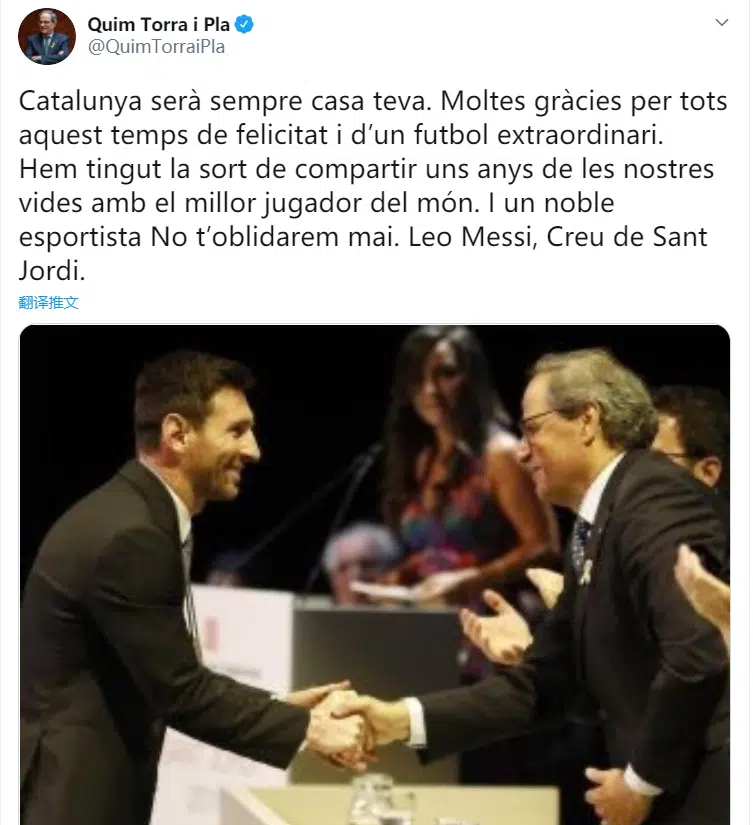 Quim Torra i Pla
@QuimTorraiPla
Catalunya serà sempre casa teva. Moltes gràcies per tots
aquest temps de felicitat i d’un futbol extraordinari.
Hem tingut la sort de compartir uns anys de les nostres
vides amb el millor jugador del món. I un noble
esportista No t’oblidarem mai. Leo Messi, Creu de Sant
Jordi.
翻译推文